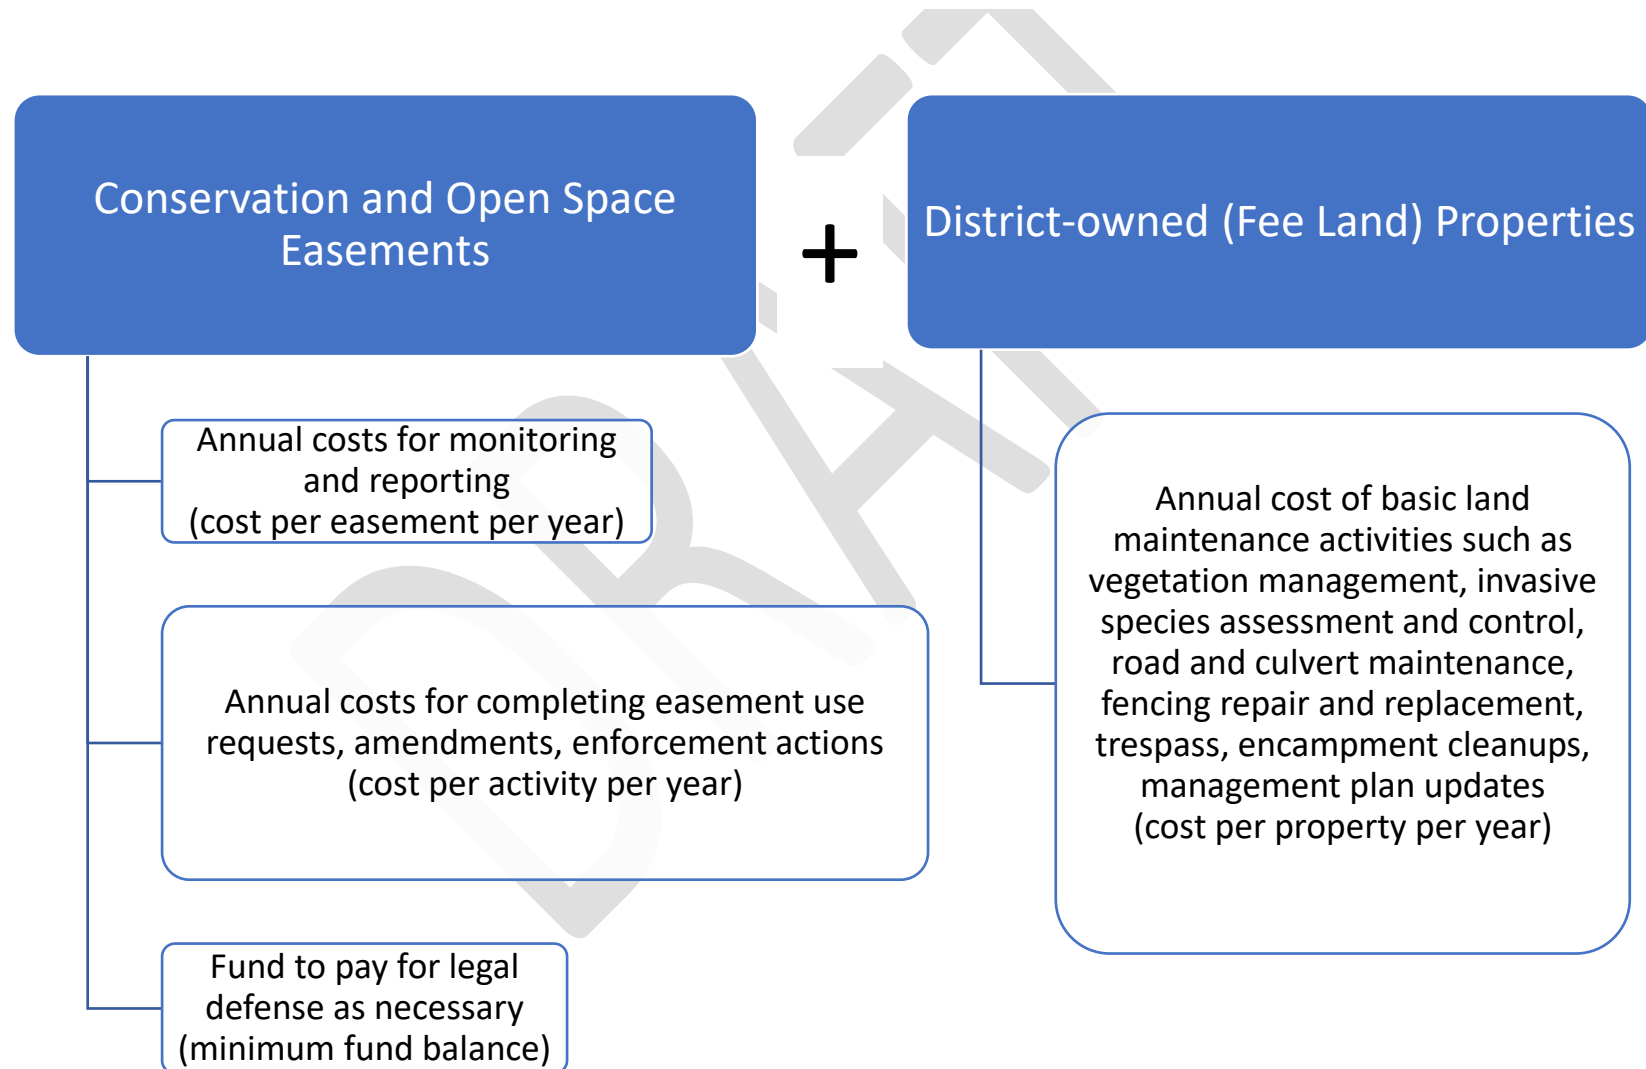 Conservation and Open Space
Easements
+
District-owned (Fee Land) Properties
Annual costs for monitoring
and reporting
(cost per easement per year)
Annual costs for completing easement use
requests, amendments, enforcement actions
(cost per activity per year)
Fund to pay for legal
defense as necessary
(minimum fund balance)
Annual cost of basic land
maintenance activities such as
vegetation management, invasive
species assessment and control,
road and culvert maintenance,
fencing repair and replacement,
trespass, encampment cleanups,
management plan updates
(cost per property per year)
DRAFT